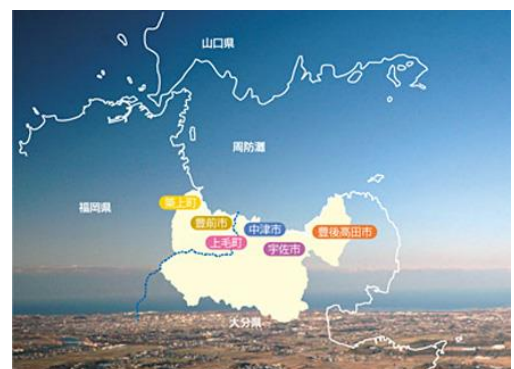 山口県
周防灘
福岡県
築上町
豊前市
上毛町
中津市
宇佐市
豊後高田市
大分県